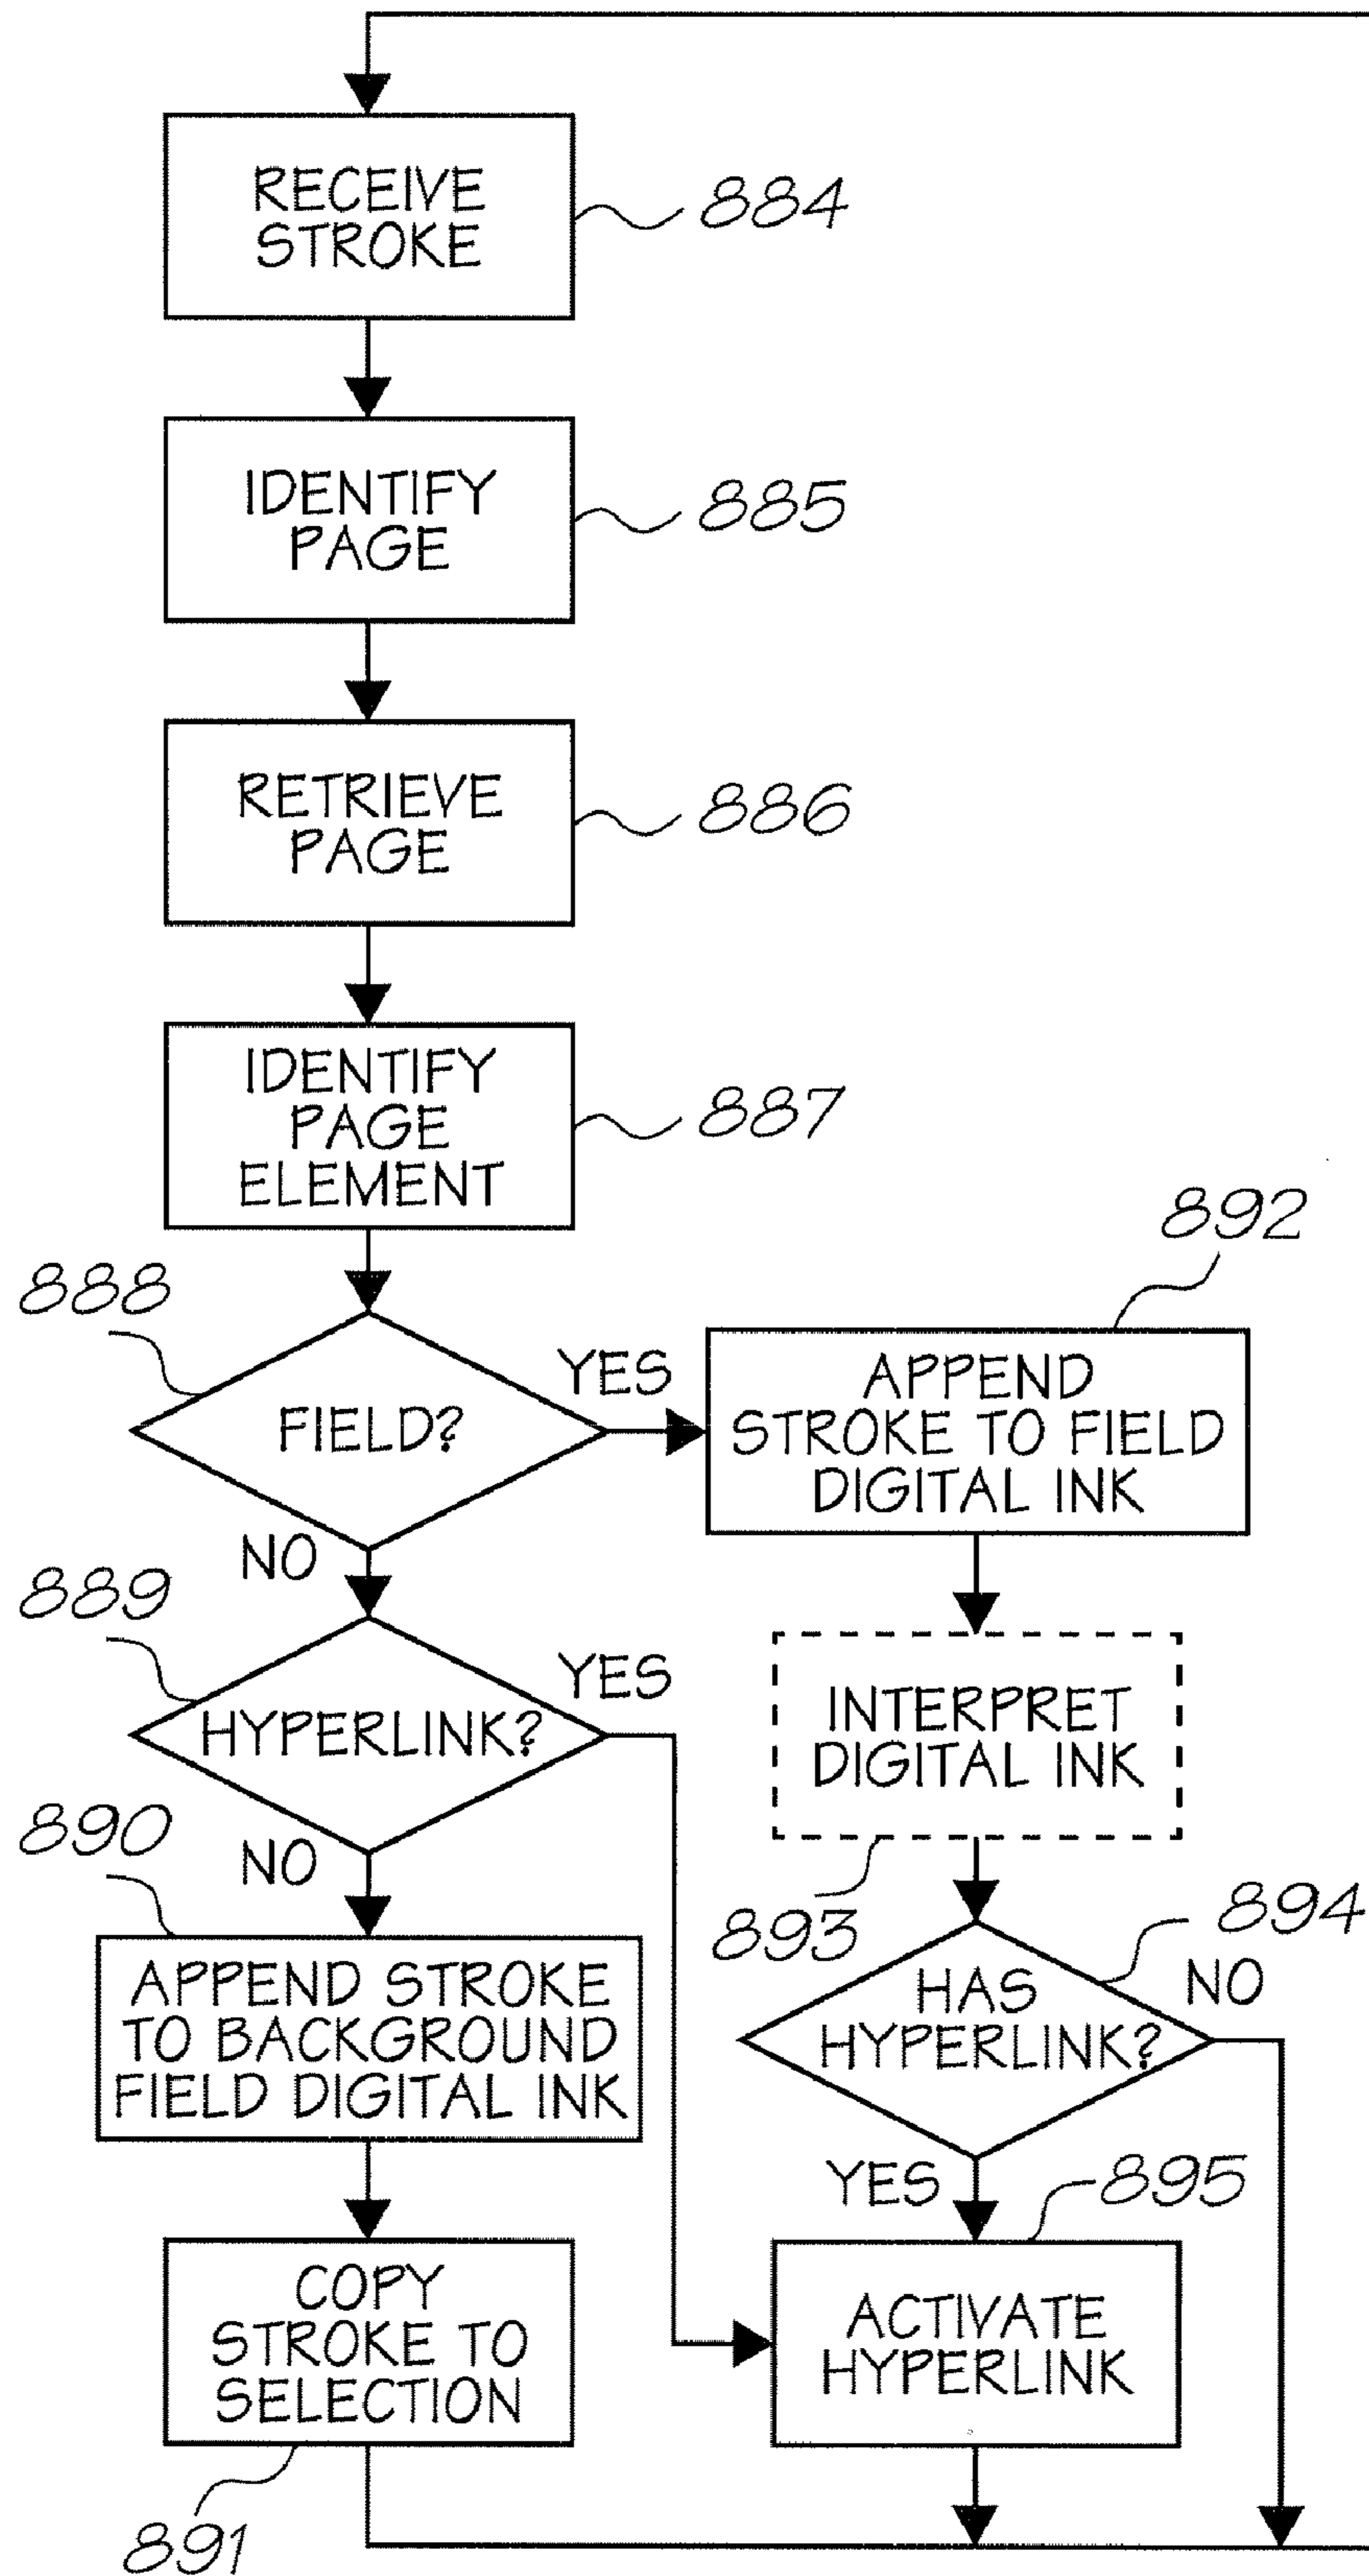 RECEIVE
STROKE
884
IDENTIFY
PAGE
885
RETRIEVE
PAGE
886
IDENTIFY
PAGE
ELEMENT
887
888
FIELD?
YES
NO
892
APPEND
STROKE TO FIELD
DIGITAL INK
889
HYPERLINK?
YES
NO
INTERPRET
DIGITAL INK
893
890
APPEND STROKE
TO BACKGROUND
FIELD DIGITAL INK
894
HAS
HYPERLINK?
NO
YES
895
COPY
STROKE TO
SELECTION
891
ACTIVATE
HYPERLINK